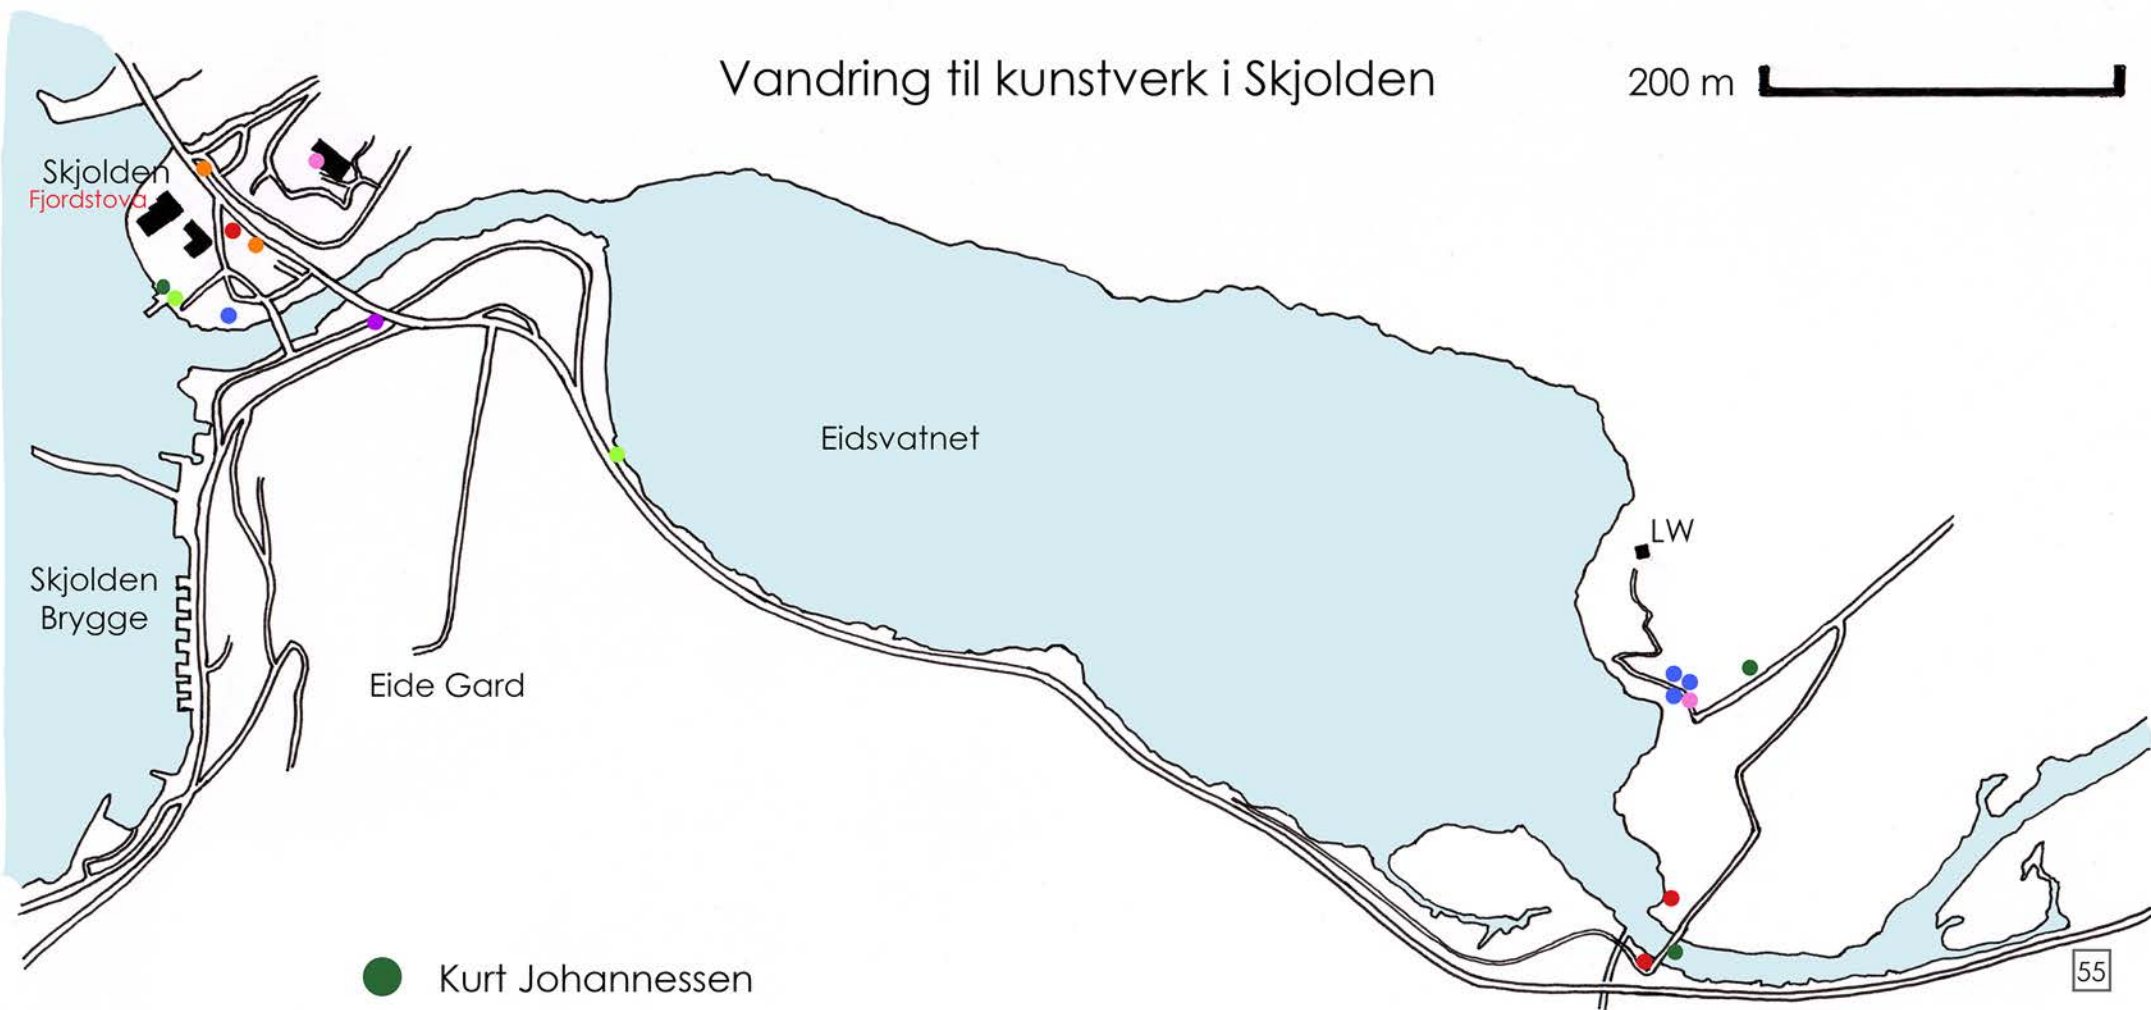 Vandring til kunstverk i Skjolden
200 m
Skjolden
Fjordstova
Eidsvatnet
LW
Skjolden
Brygge
Eide Gard
Kurt Johannessen
55